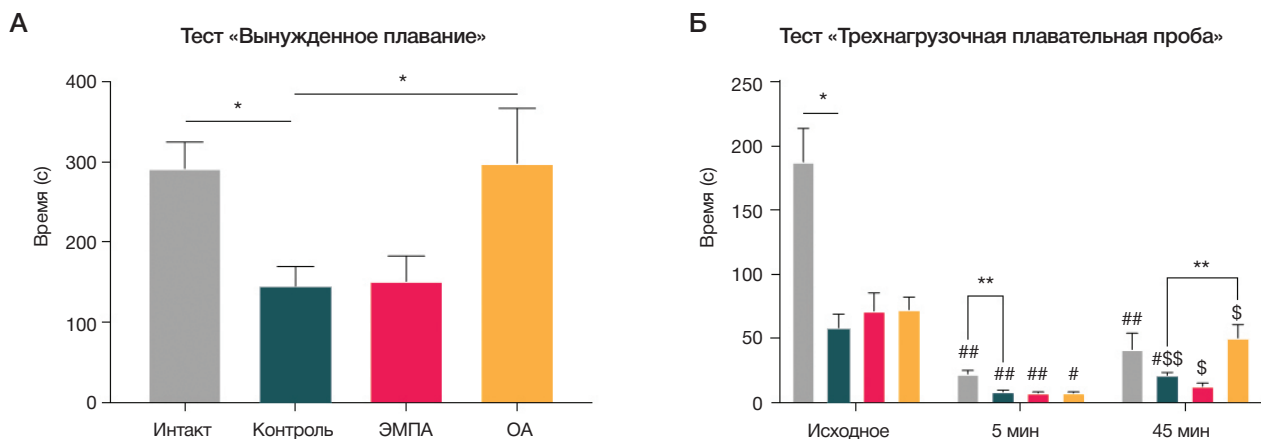 А
Тест «Вынужденное плавание»
Время (с)
400
300
200
100
0
*
*
Интакт Контроль ЭМПА ОА
Б
Тест «Трехнагрузочная плавательная проба»
Время (с)
250
200
150
100
50
0
*
**
**
## ## ## #
## #$$ $ $
Исходное 5 мин 45 мин